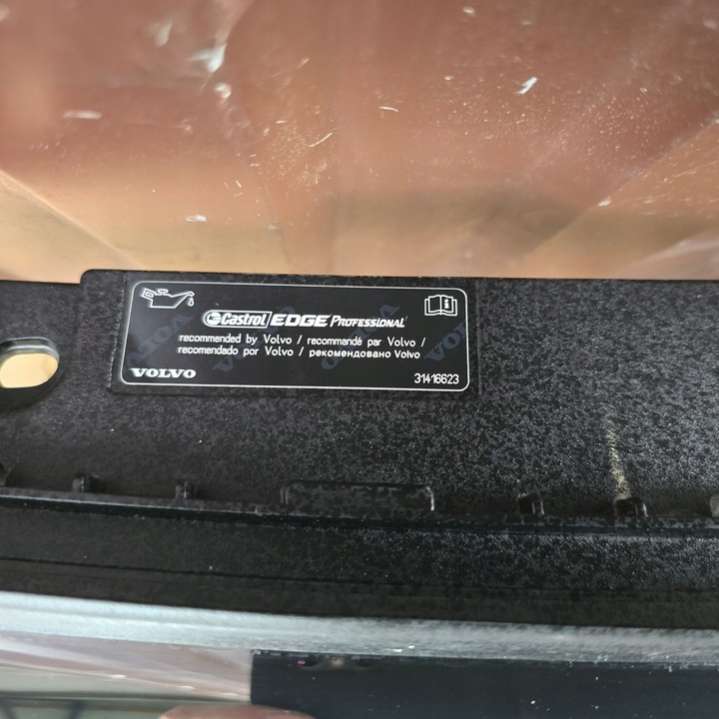 Castrol EDGE PROFESSIONAL
recommended by Volvo / recommandé par Volvo /
recomendado por Volvo / рекомендовано Volvo
VOLVO
31416623